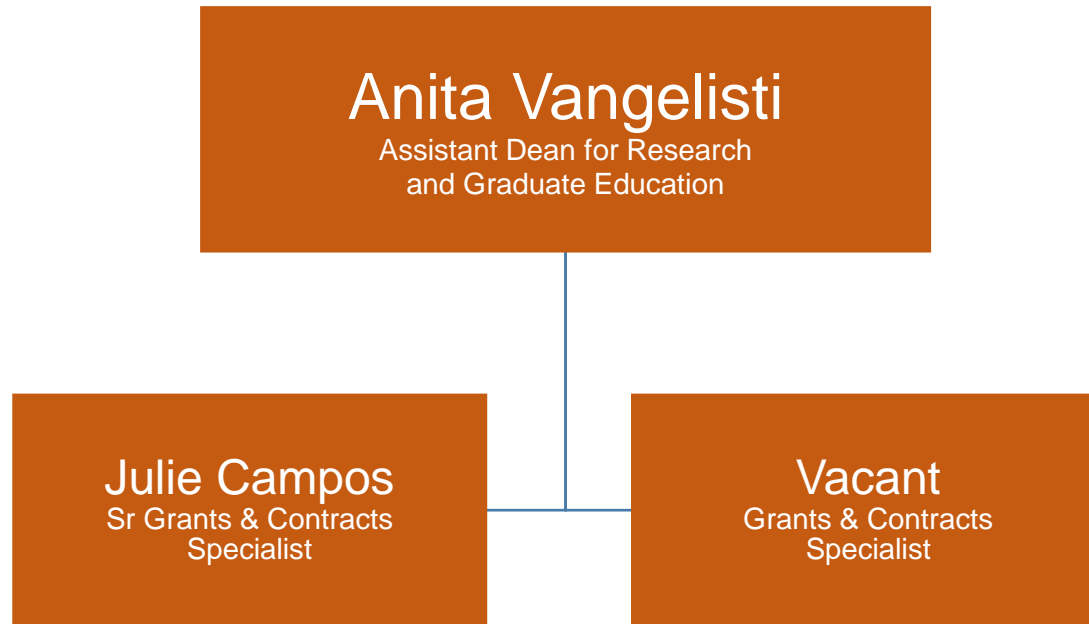 Anita Vangelisti
Assistant Dean for Research
and Graduate Education
Julie Campos
Sr Grants & Contracts
Specialist
Vacant
Grants & Contracts
Specialist